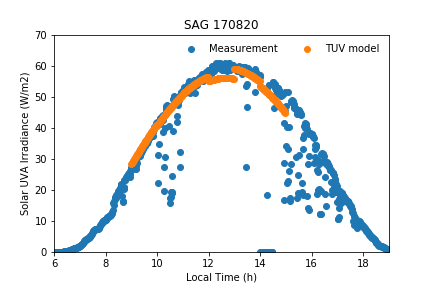 SAG 170820
70
60
50
40
30
20
10
0
Solar UVA Irradiance (W/m2)
Measurement
TUV model
6 8 10 12 14 16 18
Local Time (h)